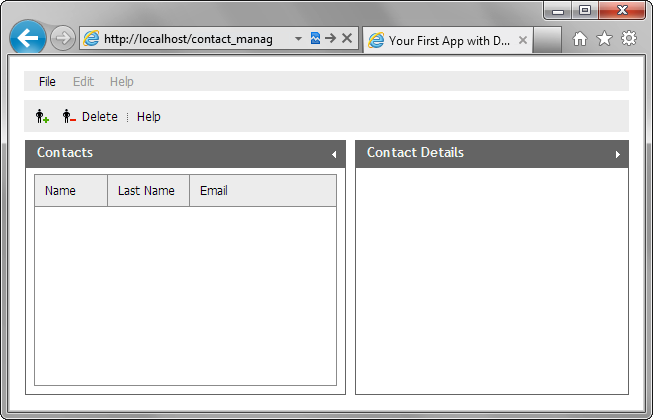 http://localhost/contact_manag
Your First App with D...
File Edit Help
Delete Help
Contacts
Contact Details
Name Last Name Email